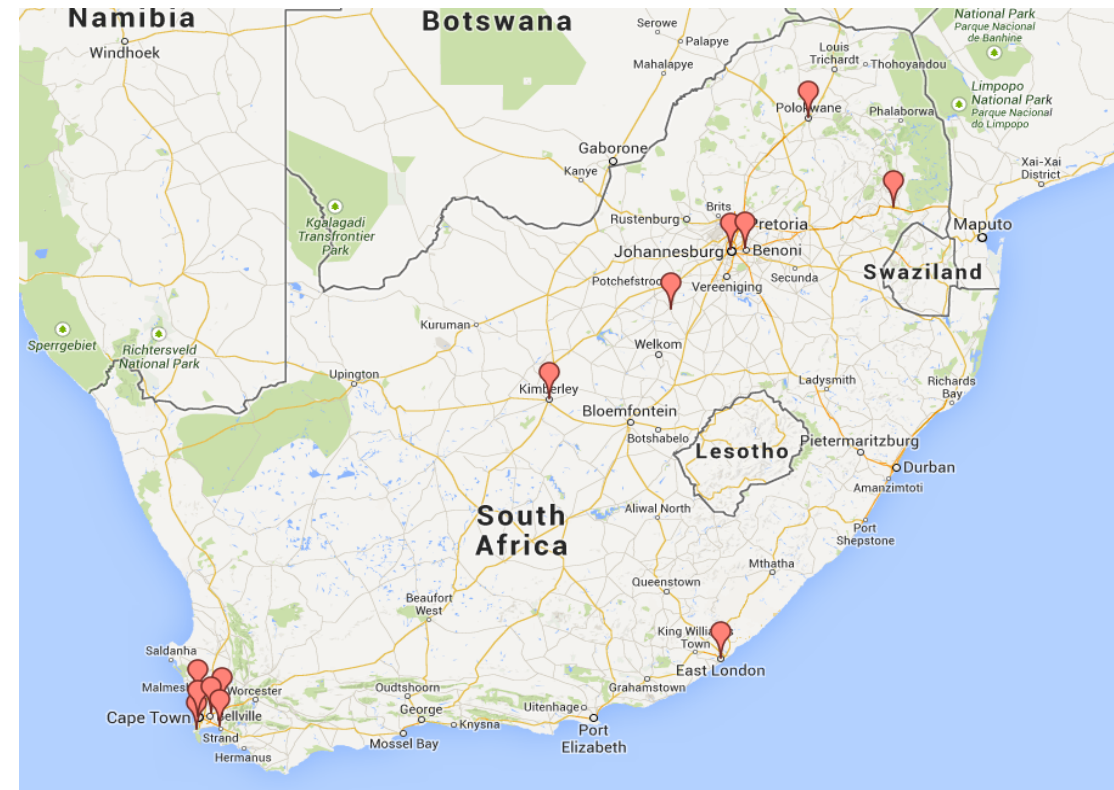 Namibia
Windhoek
Botswana
Serowe
Palapye
Mahalapye
Louis
Trichardt
Thohoyandou
National Park
Parque Nacional
de Banhine
Limpopo
National Park
Parque Nacional
do Limpopo
Polokwane
Phalaborwa
Gaborone
Kanye
Xai-Xai
District
Kgalagadi
Transfrontier
Park
Rustenburg
Brits
Pretoria
Maputo
Johannesburg
Benoni
Swaziland
Potchefstroo
Vereeniging
Secunda
Sperrgebiet
Richtersveld
National Park
Kuruman
Welkom
Upington
Kimberley
Ladysmith
Richards
Bay
Bloemfontein
Botshabelo
Lesotho
Pietermaritzburg
Durban
Amanzimtoti
South
Africa
Aliwal North
Port
Shepstone
Mthatha
Queenstown
Beaufort
West
King Williams
Town
East London
Saldanha
Malmes
Worcester
Oudtshoorn
Grahamstown
Cape Town
Bellville
George
Uitenhage
Strand
Knysna
Port
Elizabeth
Hermanus
Mossel Bay